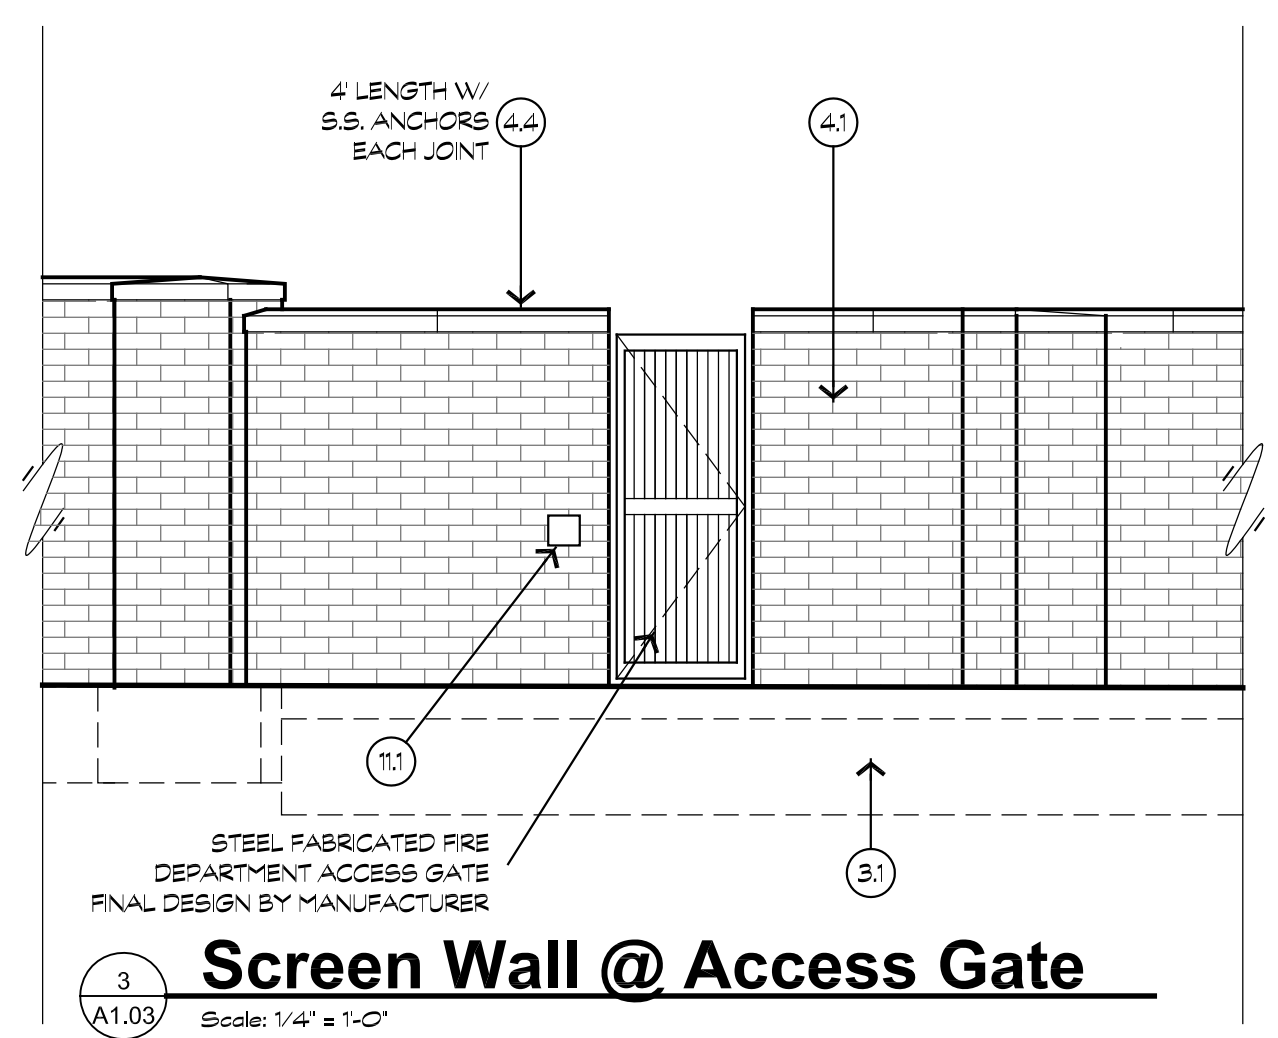 4' LENGTH W/
S.S. ANCHORS
EACH JOINT
4.4
4.1
11.1
STEEL FABRICATED FIRE
DEPARTMENT ACCESS GATE
FINAL DESIGN BY MANUFACTURER
3.1
Screen Wall @ Access Gate
3
A1.03
Scale: 1/4" = 1'-0"